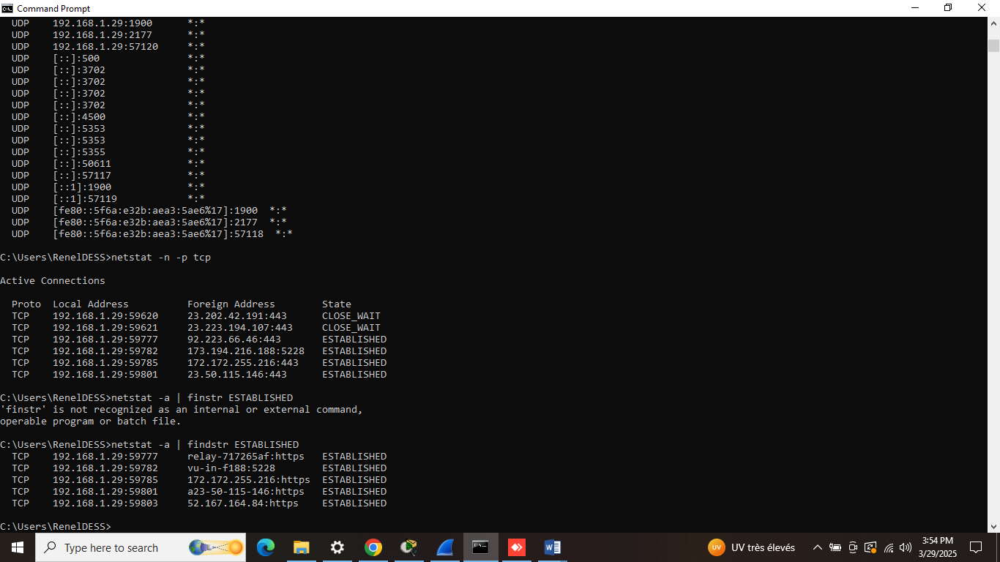 Command Prompt
UDP    192.168.1.29:1900      *:*
UDP    192.168.1.29:2177      *:*
UDP    192.168.1.29:57120     *:*
UDP    [::]:500               *:*
UDP    [::]:3702              *:*
UDP    [::]:3702              *:*
UDP    [::]:3702              *:*
UDP    [::]:3702              *:*
UDP    [::]:4500              *:*
UDP    [::]:5353              *:*
UDP    [::]:5353              *:*
UDP    [::]:5355              *:*
UDP    [::]:50611             *:*
UDP    [::]:57117             *:*
UDP    [::1]:1900             *:*
UDP    [::1]:57119            *:*
UDP    [fe80::5f6a:e32b:aea3:5ae6%17]:1900  *:*
UDP    [fe80::5f6a:e32b:aea3:5ae6%17]:2177  *:*
UDP    [fe80::5f6a:e32b:aea3:5ae6%17]:57118  *:*
C:\Users\RenelDESS>netstat -n -p tcp
Active Connections
Proto  Local Address          Foreign Address        State
TCP    192.168.1.29:59620     23.202.42.191:443      CLOSE_WAIT
TCP    192.168.1.29:59621     23.223.194.107:443     CLOSE_WAIT
TCP    192.168.1.29:59777     92.223.66.46:443       ESTABLISHED
TCP    192.168.1.29:59782     173.194.216.188:5228   ESTABLISHED
TCP    192.168.1.29:59785     172.172.255.216:443    ESTABLISHED
TCP    192.168.1.29:59801     23.50.115.146:443      ESTABLISHED
C:\Users\RenelDESS>netstat -a | finstr ESTABLISHED
'finstr' is not recognized as an internal or external command,
operable program or batch file.
C:\Users\RenelDESS>netstat -a | findstr ESTABLISHED
TCP    192.168.1.29:59777     relay-717265af:https   ESTABLISHED
TCP    192.168.1.29:59782     vu-in-f188:5228        ESTABLISHED
TCP    192.168.1.29:59785     172.172.255.216:https  ESTABLISHED
TCP    192.168.1.29:59801     a23-50-115-146:https   ESTABLISHED
TCP    192.168.1.29:59803     52.167.164.84:https    ESTABLISHED
C:\Users\RenelDESS>
Type here to search
UV
UV très élevés
3:54 PM
3/29/2025